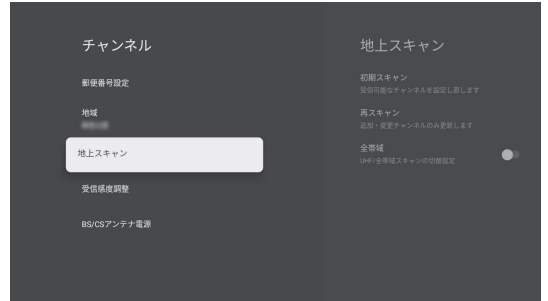 チャンネル
郵便番号設定
地域
地上スキャン
受信感度調整
BS/CSアンテナ電源
地上スキャン
初期スキャン
受信可能なチャンネルを設定し直します
再スキャン
追加・変更チャンネルのみ更新します
全帯域
UHF/全帯域スキャンの切替設定